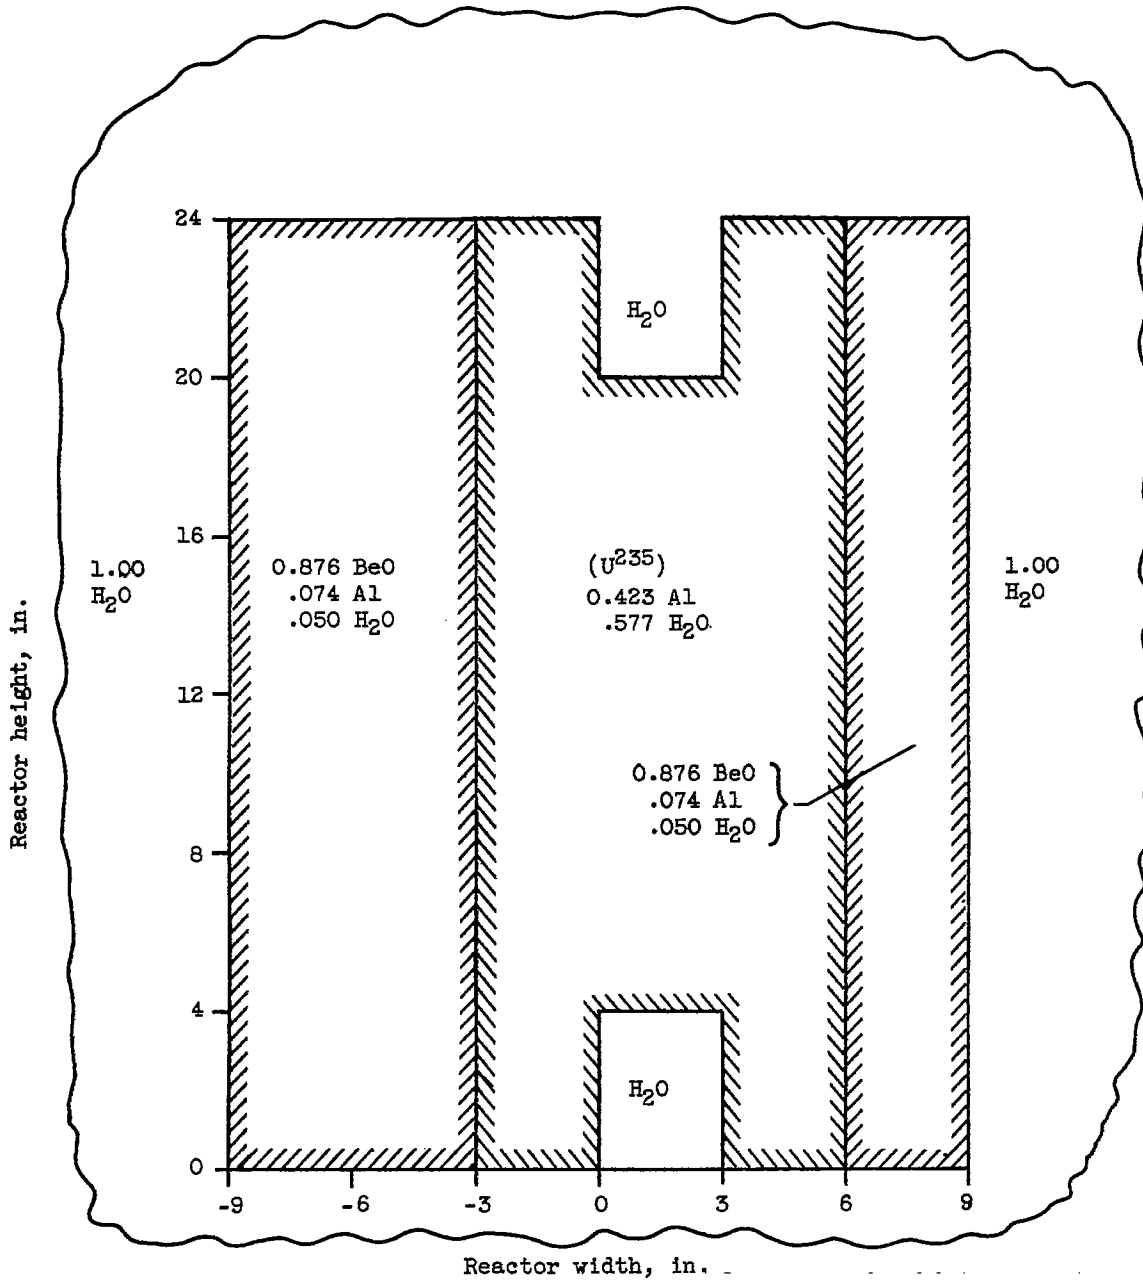 24
H2O
20
16
1.00
H2O
0.876 BeO
.074 Al
.050 H2O
(U235)
0.423 Al
.577 H2O.
1.00
H2O
Reactor height, in.
12
0.876 BeO
.074 Al
.050 H2O
8
4
H2O
0
-9 -6 -3 0 3 6 9
Reactor width, in.